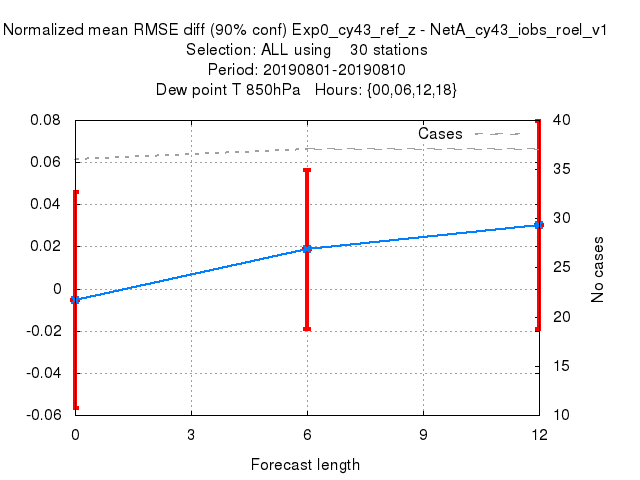 Normalized mean RMSE diff (90% conf) Exp0_cy43_ref_z - NetA_cy43_iobs_roel_v1
Selection: ALL using    30 stations
Period: 20190801-20190810
Dew point T 850hPa   Hours: {00,06,12,18}
Cases
0.08
0.06
0.04
0.02
0
-0.02
-0.04
-0.06
40
35
30
25
20
15
10
No cases
0 3 6 9 12
Forecast length